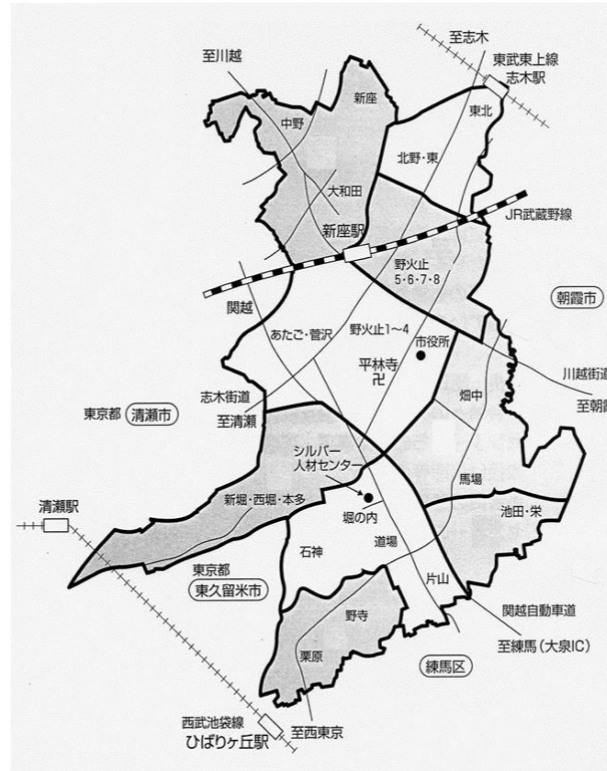 至志木
東武東上線
志木駅
至川越
新座
東北
中野
北野・東
大和田
JR武蔵野線
新座駅
野火止
5・6・7・8
朝霞市
関越
あたご・菅沢
野火止1〜4
市役所
平林寺
卍
川越街道
畑中
志木街道
至朝霞
東京都
清瀬市
至清瀬
シルバー
人材センター
馬場
清瀬駅
新堀・西堀・本多
池田・栄
堀の内
道場
石神
東京都
東久留米市
片山
野寺
関越自動車道
至練馬(大泉IC)
栗原
練馬区
西武池袋線
ひばりヶ丘駅
至西東京